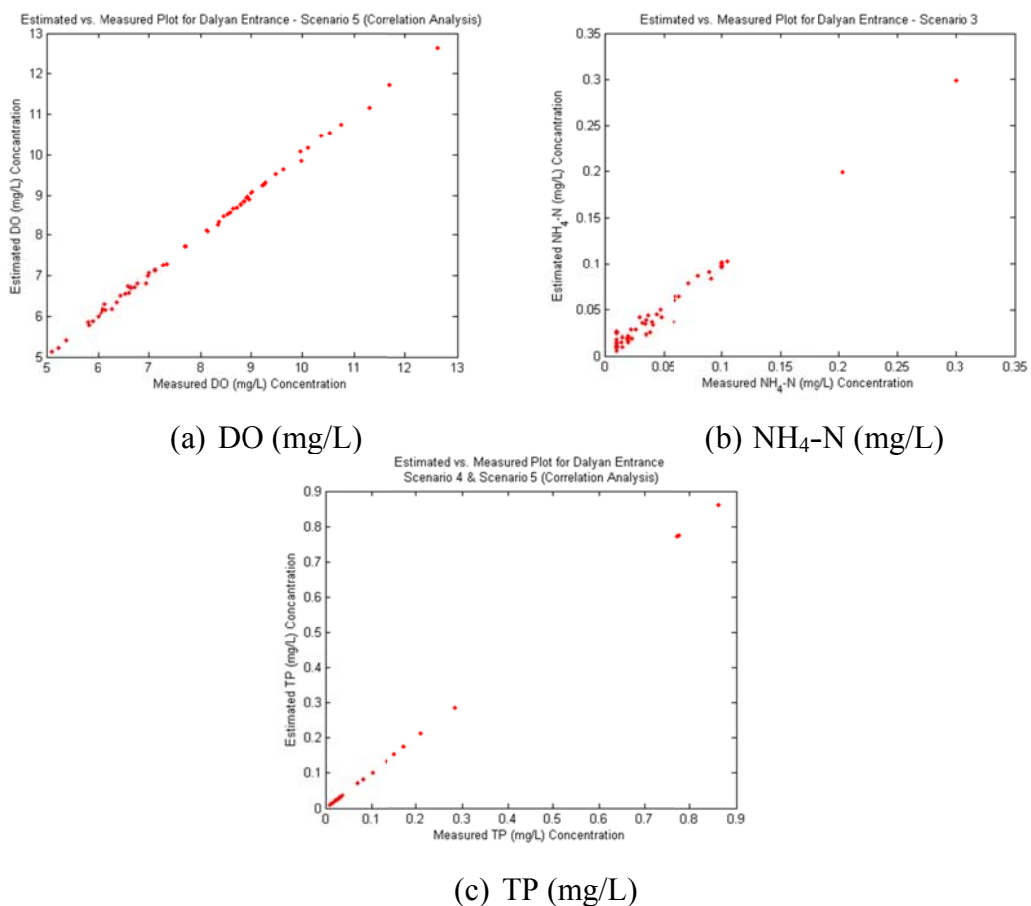 Estimated vs. Measured Plot for Dalyan Entrance - Scenario 5 (Correlation Analysis)
13
12
11
10
9
8
7
6
5
Estimated DO (mg/L) Concantration
5 6 7 8 9 10 11 12 13
Measured DO (mg/L) Concentration
(a) DO (mg/L)
Estimated vs. Measured Plot for Dalyan Entrance - Scenario 3
0.35
0.3
0.25
0.2
0.15
0.1
0.05
0
Estimated NH4-N (mg/L) Concantration
0 0.05 0.1 0.15 0.2 0.25 0.3 0.35
Measured NH4-N (mg/L) Concentration
(b) NH4-N (mg/L)
Estimated vs. Measured Plot for Dalyan Entrance
Scenario 4 & Scenario 5 (Correlation Analysis)
0.9
0.8
0.7
0.6
0.5
0.4
0.3
0.2
0.1
0
Estimated TP (mg/L) Concantration
0 0.1 0.2 0.3 0.4 0.5 0.6 0.7 0.8 0.9
Measured TP (mg/L) Concentration
(c) TP (mg/L)